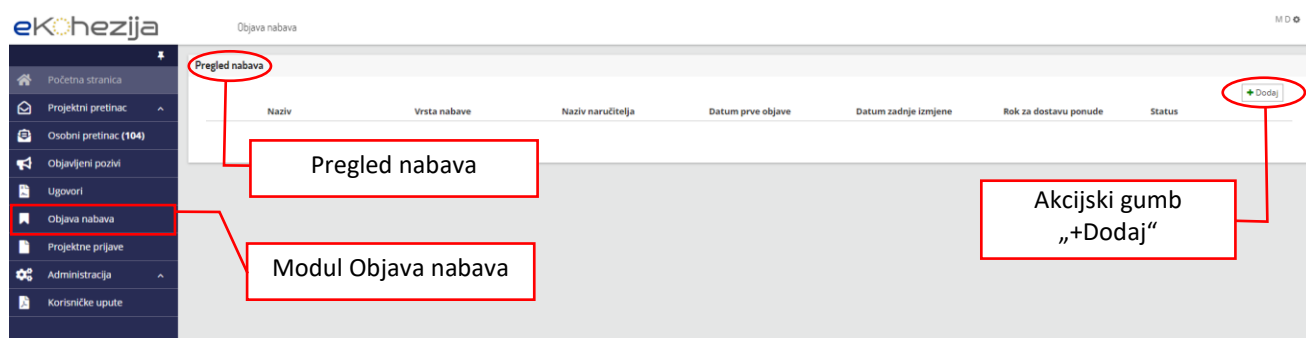 eKohezija
Objava nabava
M D
Početna stranica
Projektni pretinac
Osobni pretinac (104)
Objavljeni pozivi
Ugovori
Objava nabava
Projektne prijave
Administracija
Korisničke upute
Pregled nabava
+ Dodaj
Naziv Vrsta nabave Naziv naručitelja Datum prve objave Datum zadnje izmjene Rok za dostavu ponude Status
Pregled nabava
Modul Objava nabava
Akcijski gumb
„+Dodaj“